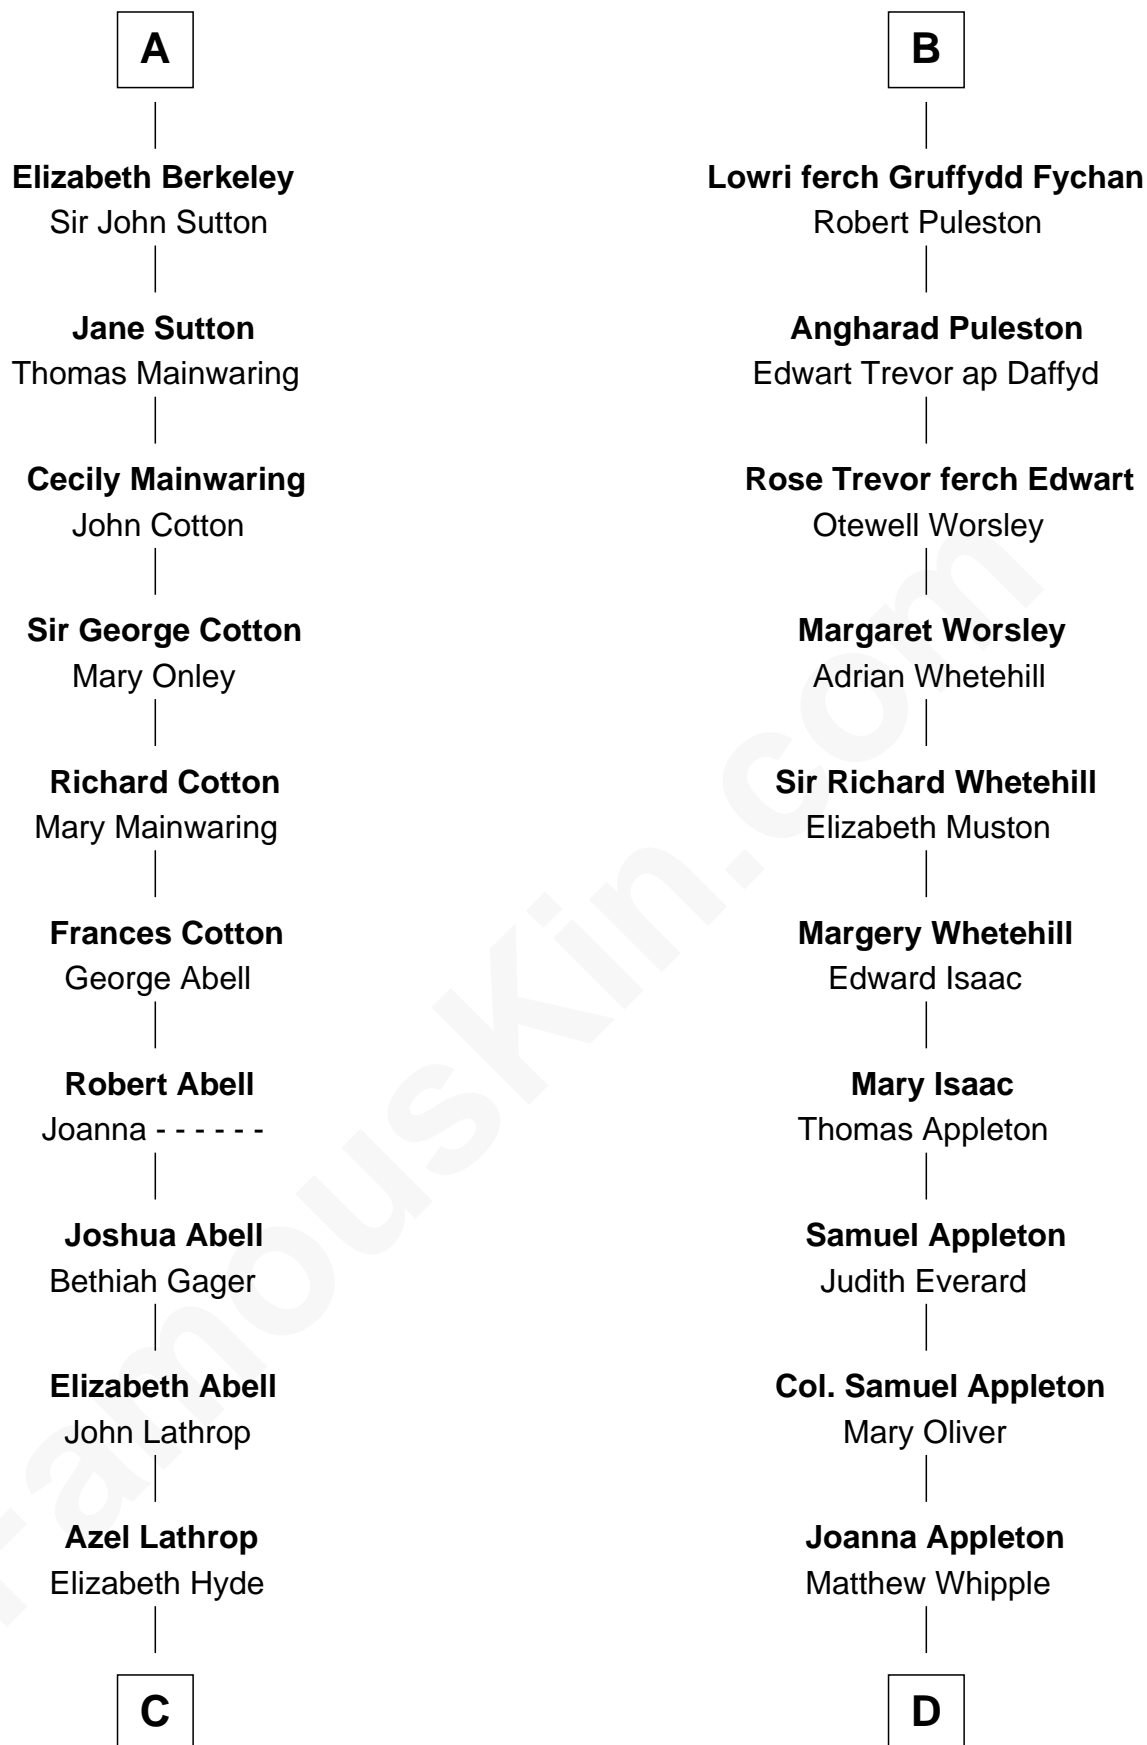 A
Elizabeth Berkeley
Sir John Sutton
Jane Sutton
Thomas Mainwaring
Cecily Mainwaring
John Cotton
Sir George Cotton
Mary Onley
Richard Cotton
Mary Mainwaring
Frances Cotton
George Abell
Robert Abell
Joanna - - - - - -
Joshua Abell
Bethiah Gager
Elizabeth Abell
John Lathrop
Azel Lathrop
Elizabeth Hyde
C
B
Lowri ferch Gruffydd Fychan
Robert Puleston
Angharad Puleston
Edwart Trevor ap Daffyd
Rose Trevor ferch Edwart
Otewell Worsley
Margaret Worsley
Adrian Whetehill
Sir Richard Whetehill
Elizabeth Muston
Margery Whetehill
Edward Isaac
Mary Isaac
Thomas Appleton
Samuel Appleton
Judith Everard
Col. Samuel Appleton
Mary Oliver
Joanna Appleton
Matthew Whipple
D
FamousKin.com